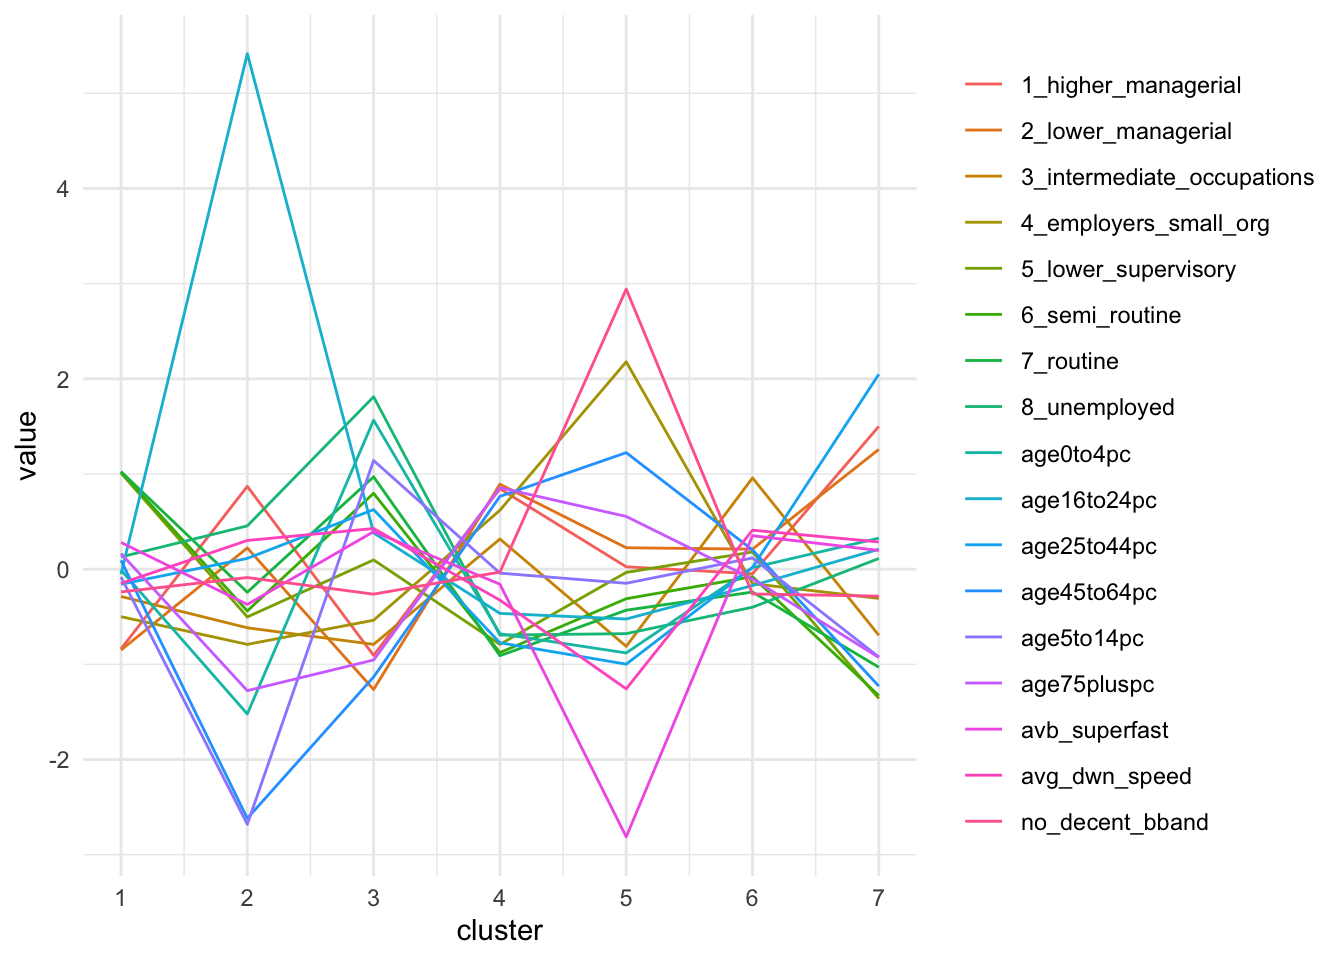 4
2
0
-2
value
1 2 3 4 5 6 7
cluster
1_higher_managerial
2_lower_managerial
3_intermediate_occupations
4_employers_small_org
5_lower_supervisory
6_semi_routine
7_routine
8_unemployed
age0to4pc
age16to24pc
age25to44pc
age45to64pc
age5to14pc
age75pluspc
avb_superfast
avg_dwn_speed
no_decent_bband